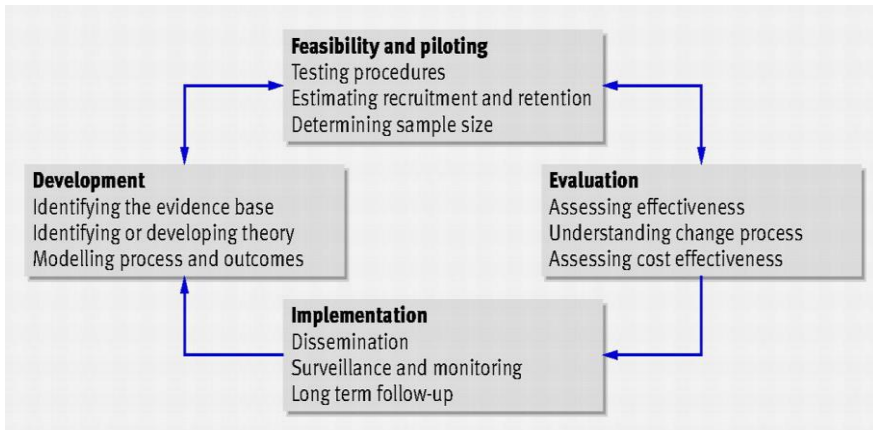 Feasibility and piloting
Testing procedures
Estimating recruitment and retention
Determining sample size
Development
Identifying the evidence base
Identifying or developing theory
Modelling process and outcomes
Evaluation
Assessing effectiveness
Understanding change process
Assessing cost effectiveness
Implementation
Dissemination
Surveillance and monitoring
Long term follow-up